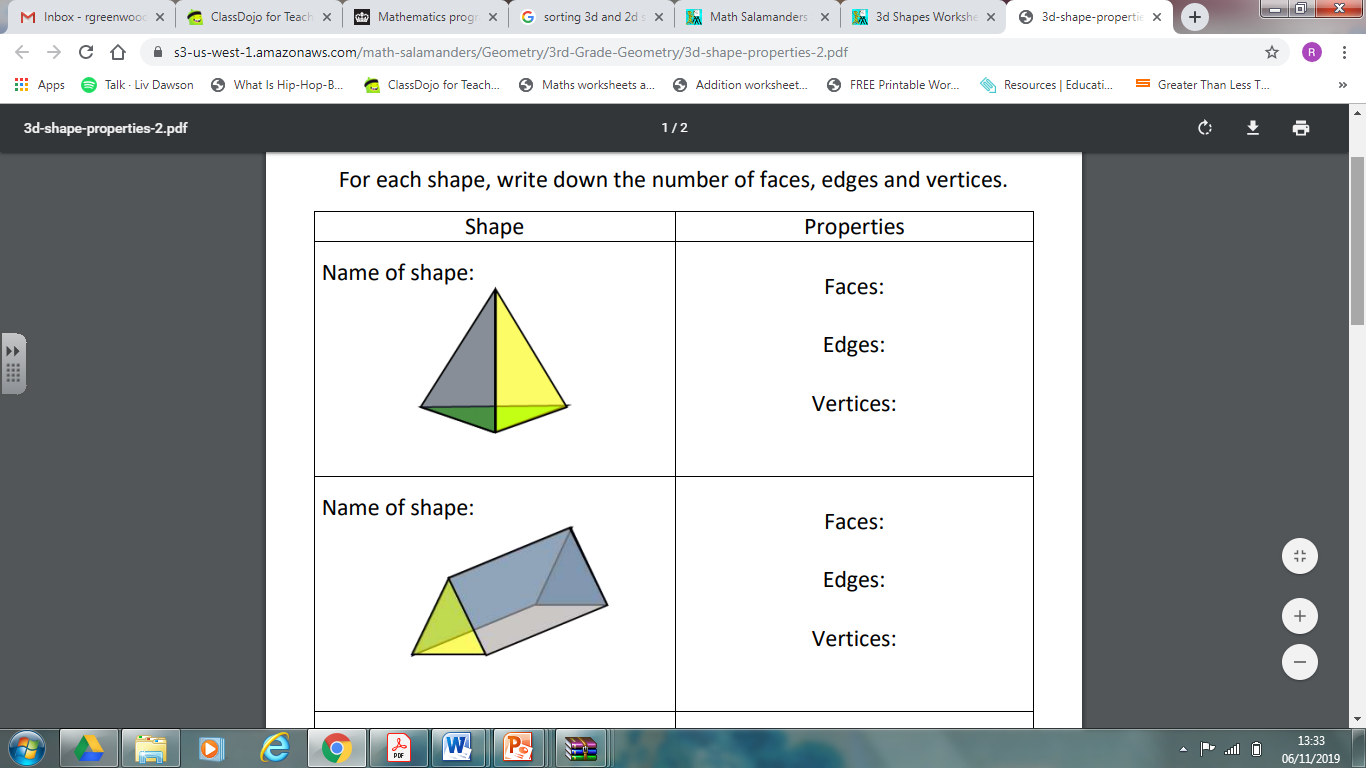 Inbox - rgreenwood
ClassDojo for Teach
Mathematics progr
sorting 3d and 2d s
Math Salamanders
3d Shapes Workshe
3d-shape-propertie
s3-us-west-1.amazonaws.com/math-salamanders/Geometry/3rd-Grade-Geometry/3d-shape-properties-2.pdf
R
Apps
Talk - Liv Dawson
What Is Hip-Hop-B...
ClassDojo for Teach...
Maths worksheets a...
Addition worksheet...
FREE Printable Wor...
Resources | Educati...
Greater Than Less T...
3d-shape-properties-2.pdf
1 / 2
For each shape, write down the number of faces, edges and vertices.
Shape
Properties
Name of shape:
Faces:
Edges:
Vertices:
Name of shape:
Faces:
Edges:
Vertices:
13:33
06/11/2019